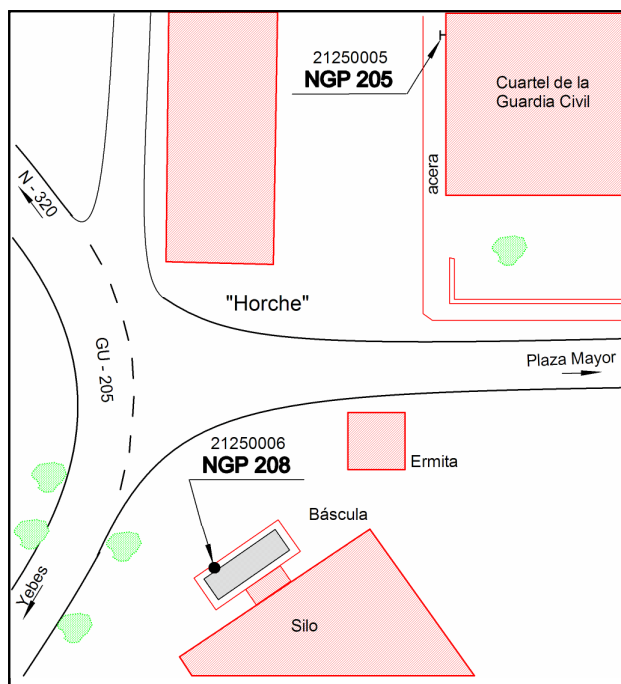 21250005
NGP 205
Cuartel de la
Guardia Civil
acera
N - 320
"Horche"
GU - 205
Plaza Mayor
21250006
NGP 208
Ermita
Báscula
Yebes
Silo